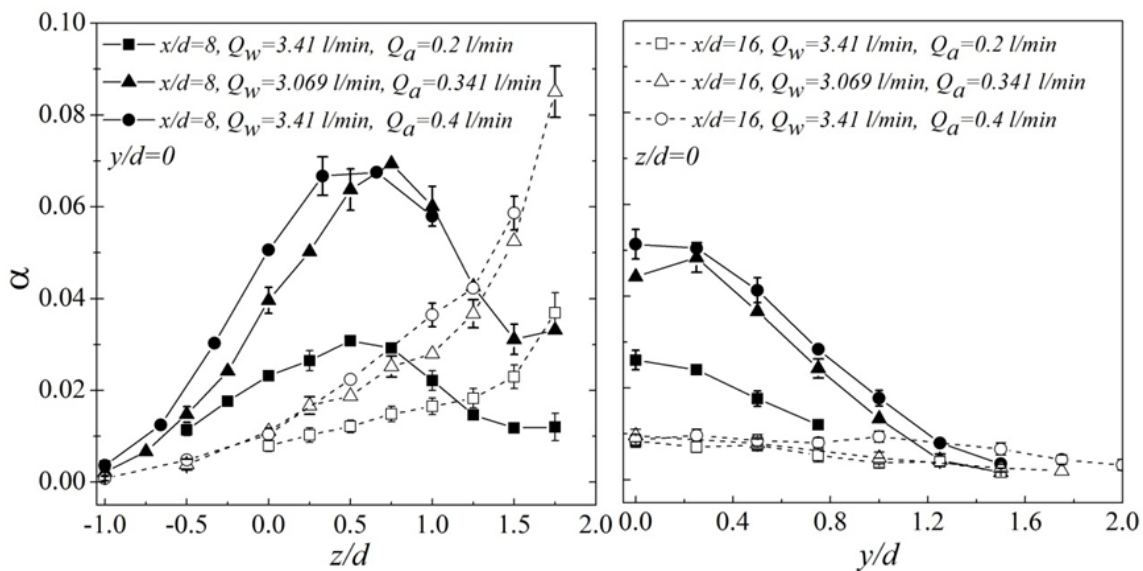 0.10
0.08
0.06
0.04
0.02
0.00
α
x/d=8, Q_w=3.41 l/min, Q_a=0.2 l/min
x/d=8, Q_w=3.069 l/min, Q_a=0.341 l/min
x/d=8, Q_w=3.41 l/min, Q_a=0.4 l/min
y/d=0
-1.0 -0.5 0.0 0.5 1.0 1.5 2.0
z/d
x/d=16, Q_w=3.41 l/min, Q_a=0.2 l/min
x/d=16, Q_w=3.069 l/min, Q_a=0.341 l/min
x/d=16, Q_w=3.41 l/min, Q_a=0.4 l/min
z/d=0
0.0 0.4 0.8 1.2 1.6 2.0
y/d